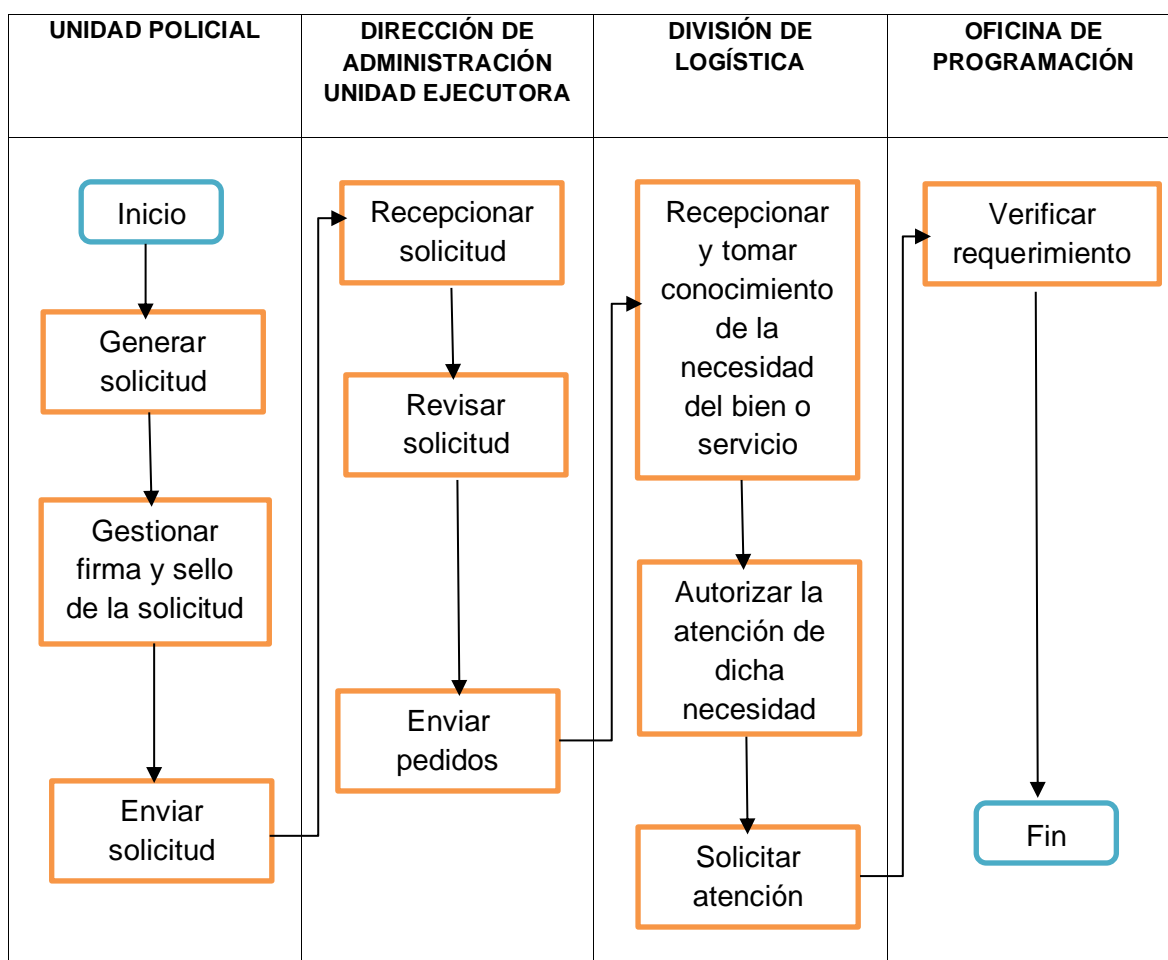 UNIDAD POLICIAL
DIRECCIÓN DE
ADMINISTRACIÓN
UNIDAD EJECUTORA
DIVISIÓN DE
LOGÍSTICA
OFICINA DE
PROGRAMACIÓN
Inicio
Generar
solicitud
Gestionar
firma y sello
de la solicitud
Enviar
solicitud
Recepcionar
solicitud
Revisar
solicitud
Enviar
pedidos
Recepcionar
y tomar
conocimiento
de la
necesidad
del bien o
servicio
Autorizar la
atención de
dicha
necesidad
Solicitar
atención
Verificar
requerimiento
Fin